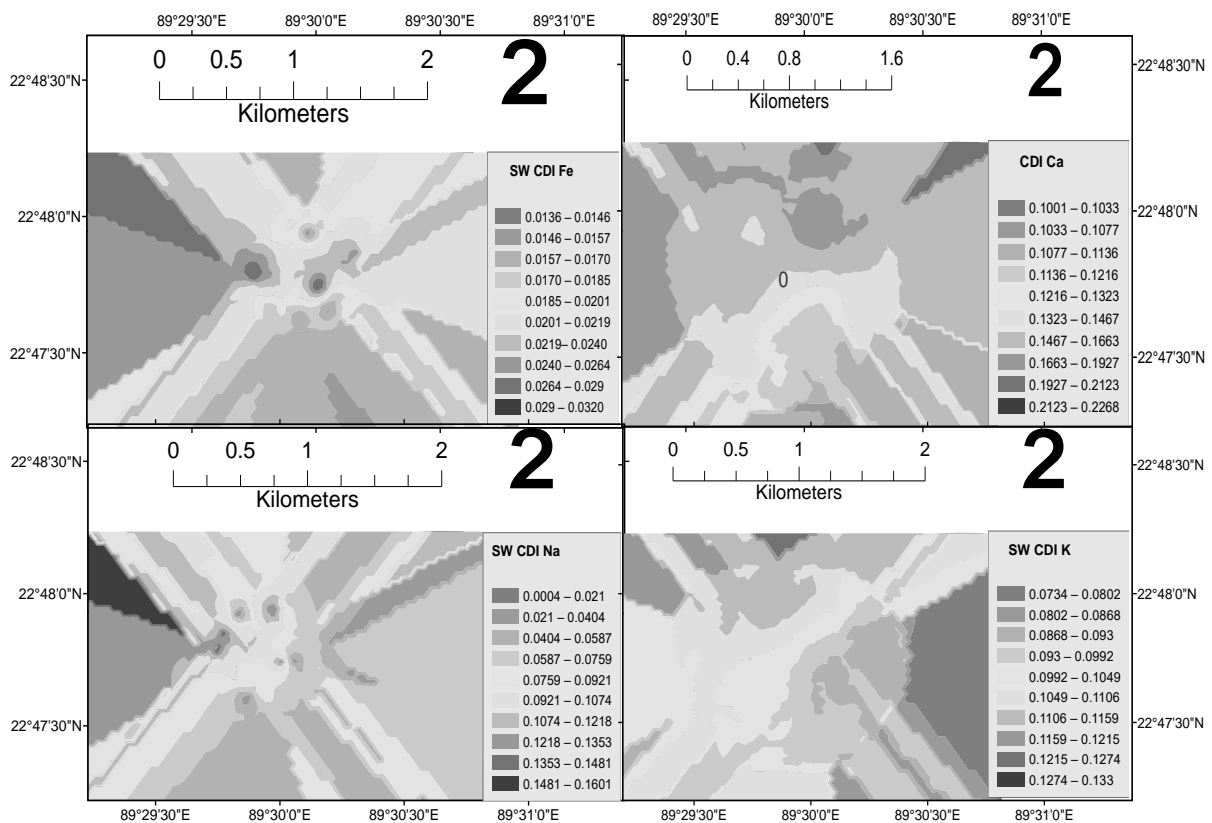 89°29'30"E 89°30'0"E 89°30'30"E 89°29'30"E 89°30'0"E 89°30'30"E 89°31'0"E
0 0.5 1 2
Kilometers
2
22°48'30"N
22°48'0"N
22°47'30"N
SW CDI Fe
0.0136 – 0.0146
0.0146 – 0.0157
0.0157 – 0.0170
0.0170 – 0.0185
0.0185 – 0.0201
0.0201 – 0.0219
0.0219 – 0.0240
0.0240 – 0.0264
0.0264 – 0.029
0.029 – 0.0320
0 0.4 0.8 1.6
Kilometers
2
22°48'30"N
22°48'0"N
22°47'30"N
0
CDI Ca
0.1001 – 0.1033
0.1033 – 0.1077
0.1077 – 0.1136
0.1136 – 0.1216
0.1216 – 0.1323
0.1323 – 0.1467
0.1467 – 0.1663
0.1663 – 0.1927
0.1927 – 0.2123
0.2123 – 0.2268
0 0.5 1 2
Kilometers
2
22°48'30"N
22°48'0"N
22°47'30"N
SW CDI Na
0.0004 – 0.021
0.021 – 0.0404
0.0404 – 0.0587
0.0587 – 0.0759
0.0759 – 0.0921
0.0921 – 0.1074
0.1074 – 0.1218
0.1218 – 0.1353
0.1353 – 0.1481
0.1481 – 0.1601
0 0.5 1 2
Kilometers
2
22°48'30"N
22°48'0"N
22°47'30"N
SW CDI K
0.0734 – 0.0802
0.0802 – 0.0868
0.0868 – 0.093
0.093 – 0.0992
0.0992 – 0.1049
0.1049 – 0.1106
0.1106 – 0.1159
0.1159 – 0.1215
0.1215 – 0.1274
0.1274 – 0.133
89°29'30"E 89°30'0"E 89°30'30"E 89°31'0"E 89°29'30"E 89°30'0"E 89°30'30"E 89°31'0"E